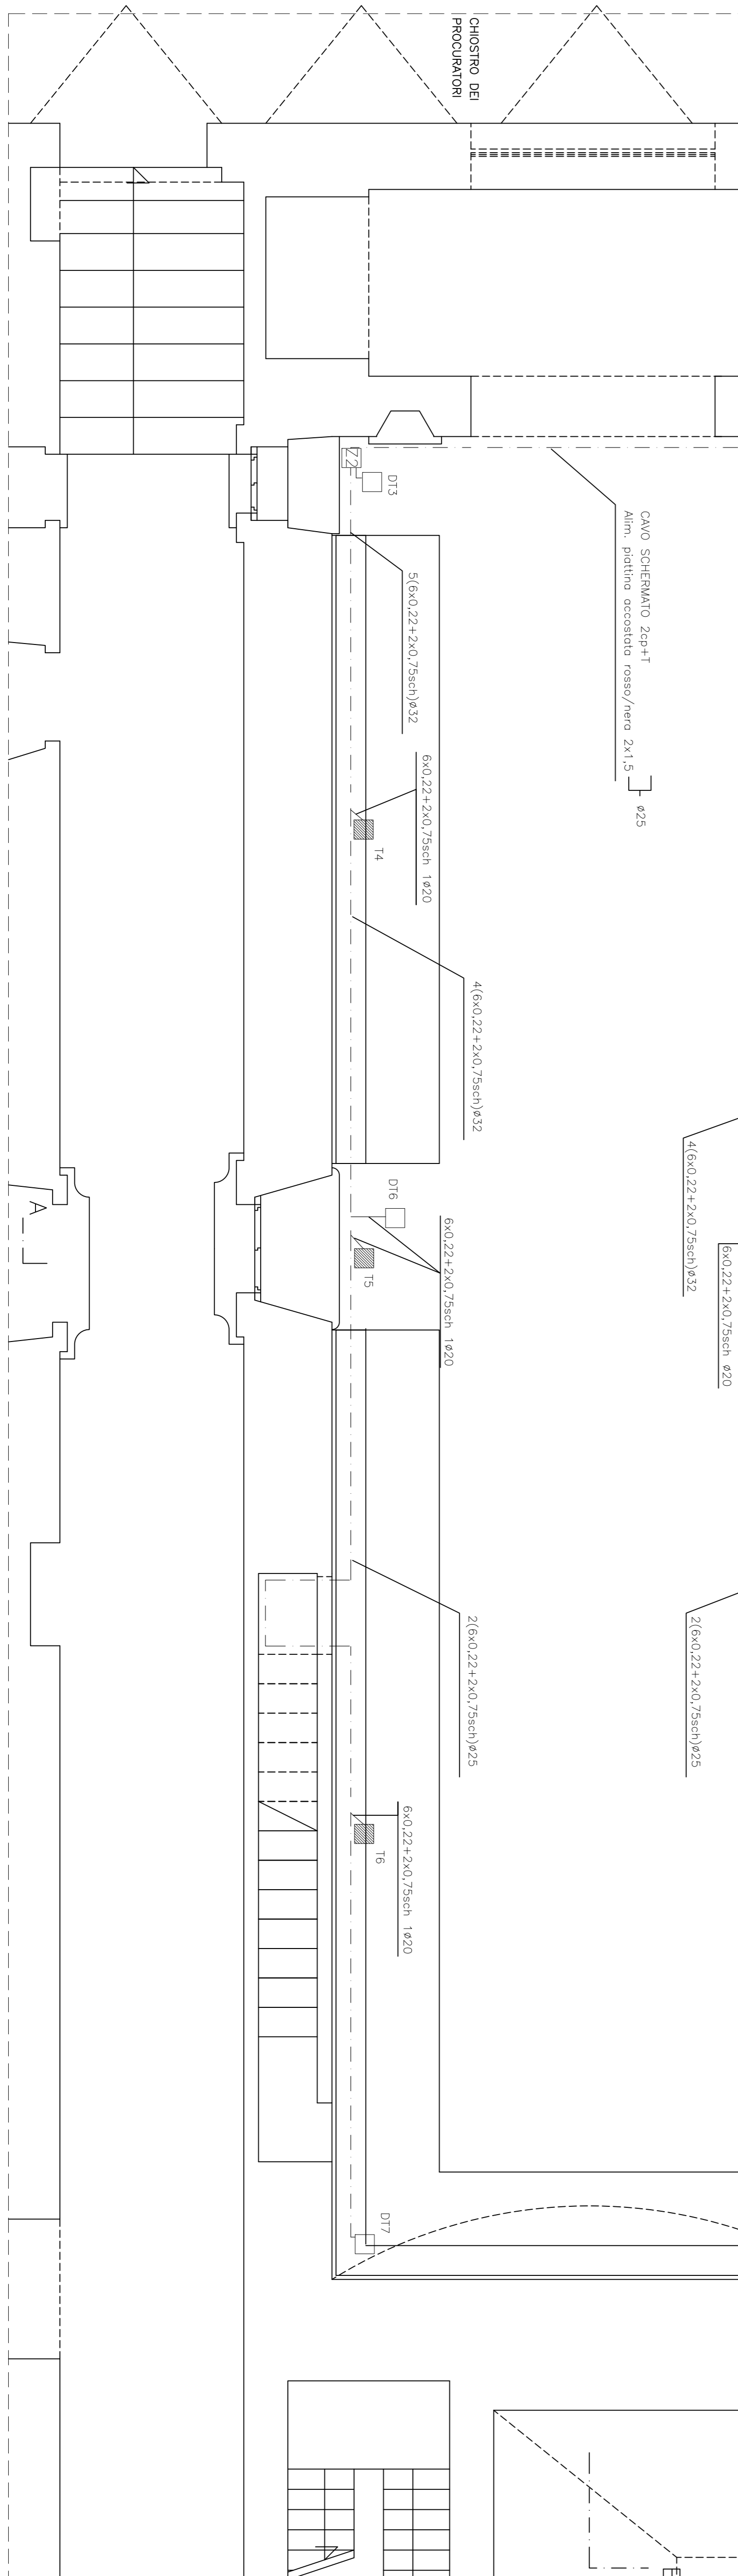 CHIOSTRO DEI
PROCURATORI
Z2
DT3
CAVO SCHERMATO 2cp+T
Alim. piattina accostata rosso/nera 2x1,5
ø25
5(6x0,22+2x0,75sch)ø32
6x0,22+2x0,75sch 1ø20
T4
4(6x0,22+2x0,75sch)ø32
4(6x0,22+2x0,75sch)ø32
6x0,22+2x0,75sch ø20
DT6
T5
6x0,22+2x0,75sch 1ø20
A
2(6x0,22+2x0,75sch)ø25
2(6x0,22+2x0,75sch)ø25
6x0,22+2x0,75sch 1ø20
T6
DT7